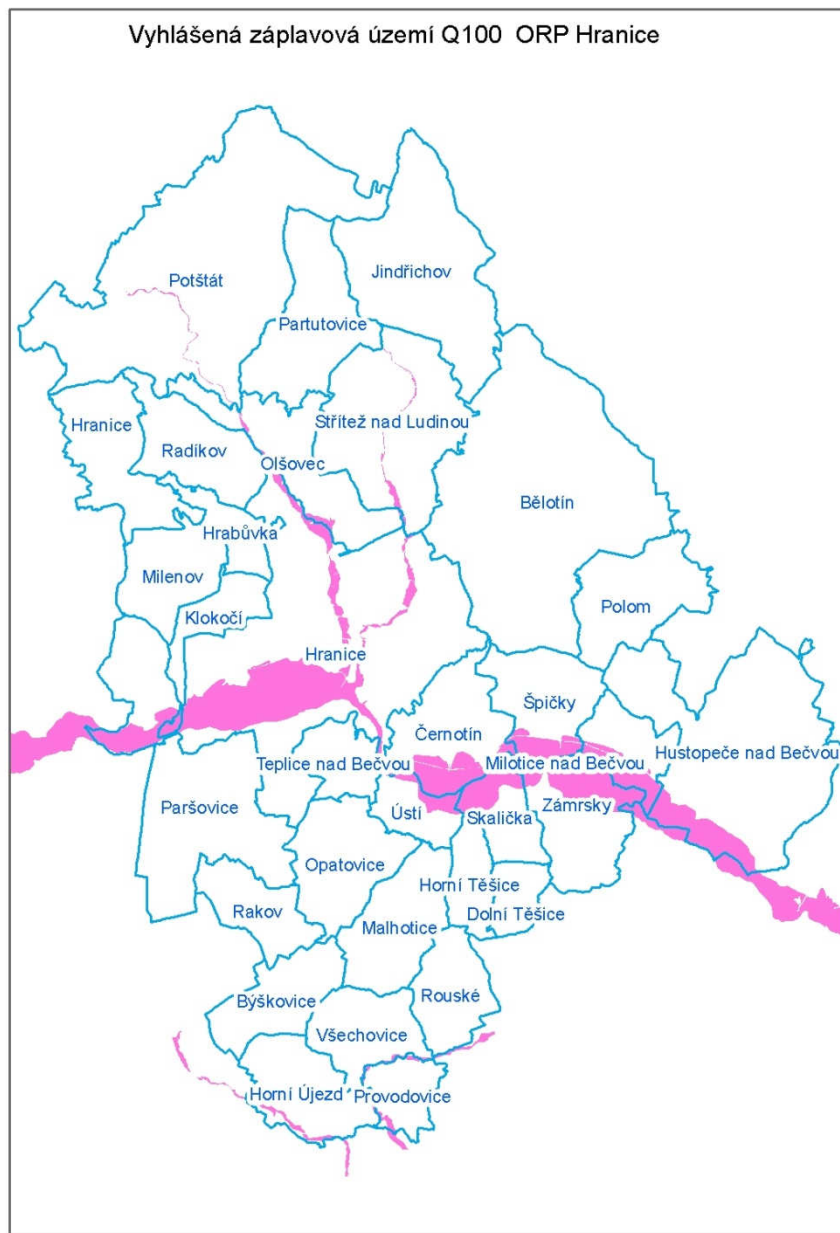 Vyhlášená záplavová území Q100 ORP Hranice
Jindřichov
Potštát
Partutovice
Střítež nad Ludinou
Hranice
Radíkov
Olšovec
Bělotín
Hrabůvka
Milenov
Polom
Klokočí
Hranice
Špičky
Černotín
Hustopeče nad Bečvou
Teplice nad Bečvou
Milotice nad Bečvou
Paršovice
Ústí
Zámrsky
Skalička
Opatovice
Horní Těšice
Rakov
Dolní Těšice
Malhotice
Rouské
Býškovice
Všechovice
Horní Újezd
Provodovice